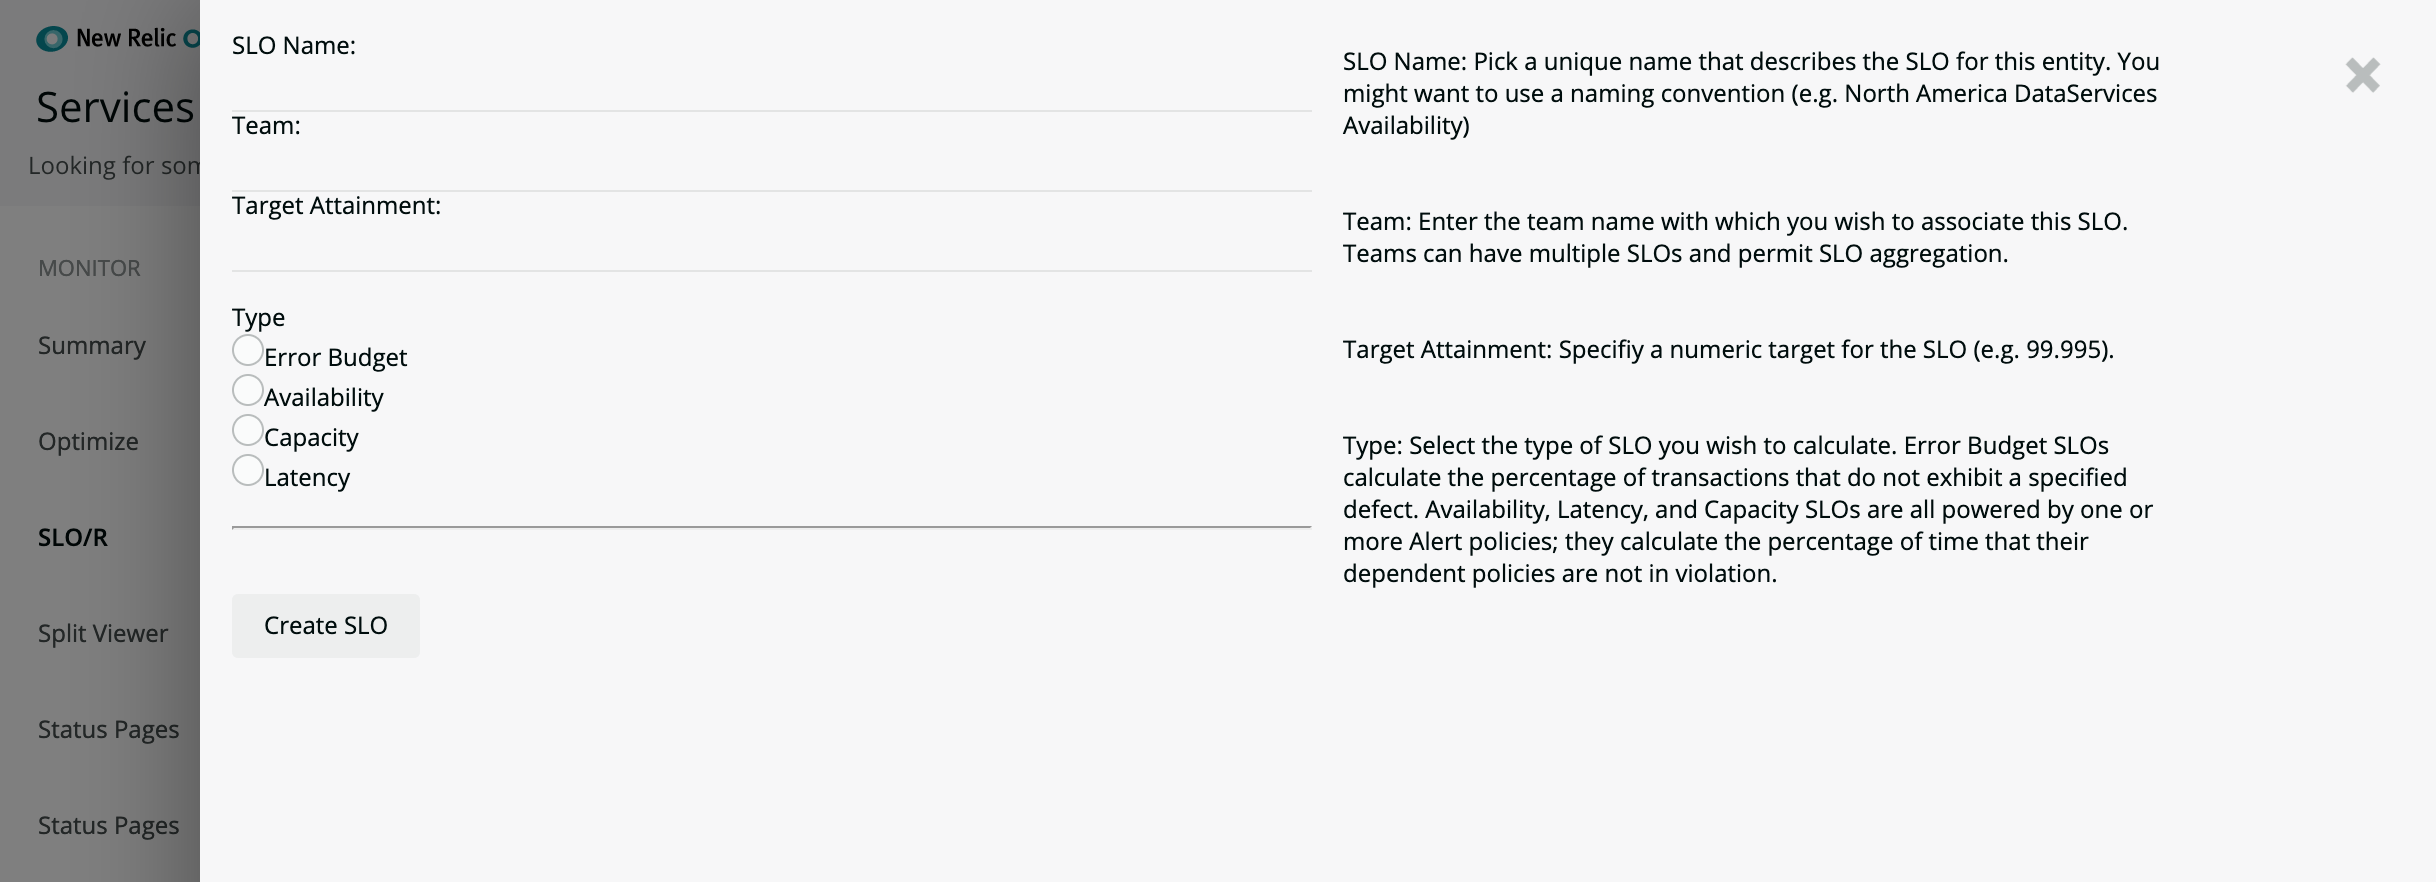 New Relic
Services
Looking for som
MONITOR
Summary
Optimize
SLO/R
Split Viewer
Status Pages
Status Pages
SLO Name:
Team:
Target Attainment:
Type
Error Budget
Availability
Capacity
Latency
Create SLO
SLO Name: Pick a unique name that describes the SLO for this entity. You
might want to use a naming convention (e.g. North America DataServices
Availability)
Team: Enter the team name with which you wish to associate this SLO.
Teams can have multiple SLOs and permit SLO aggregation.
Target Attainment: Specifiy a numeric target for the SLO (e.g. 99.995).
Type: Select the type of SLO you wish to calculate. Error Budget SLOs
calculate the percentage of transactions that do not exhibit a specified
defect. Availability, Latency, and Capacity SLOs are all powered by one or
more Alert policies; they calculate the percentage of time that their
dependent policies are not in violation.